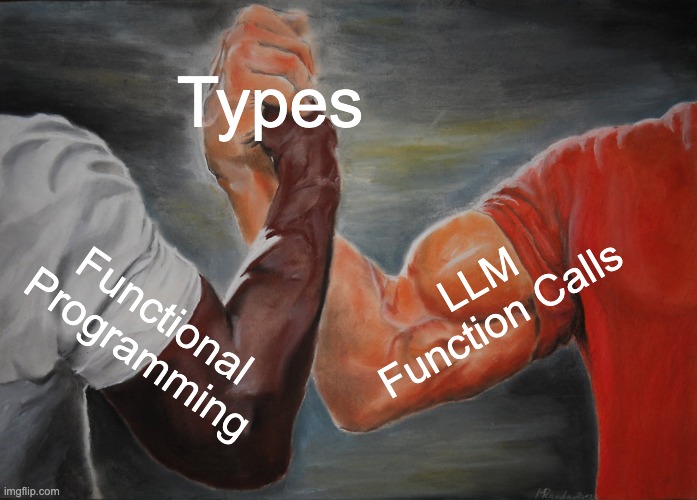 Types
Functional
Programming
LLM
Function Calls
imgflip.com